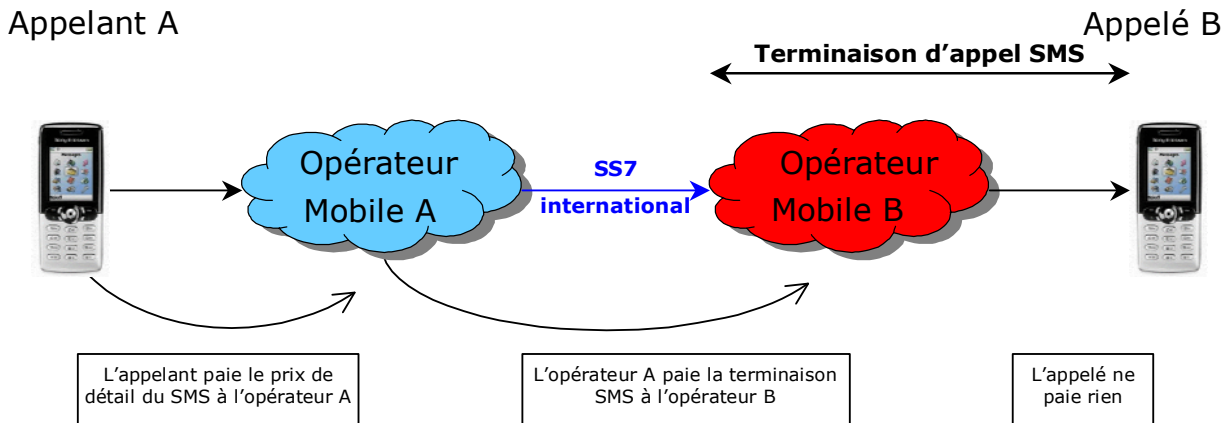 Appelant A
Appelé B
Terminaison d'appel SMS
Opérateur
Mobile A
SS7
international
Opérateur
Mobile B
L'appelant paie le prix de
détail du SMS à l'opérateur A
L'opérateur A paie la terminaison
SMS à l'opérateur B
L'appelé ne
paie rien